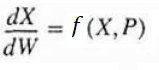 dX/dW = f(X, P)